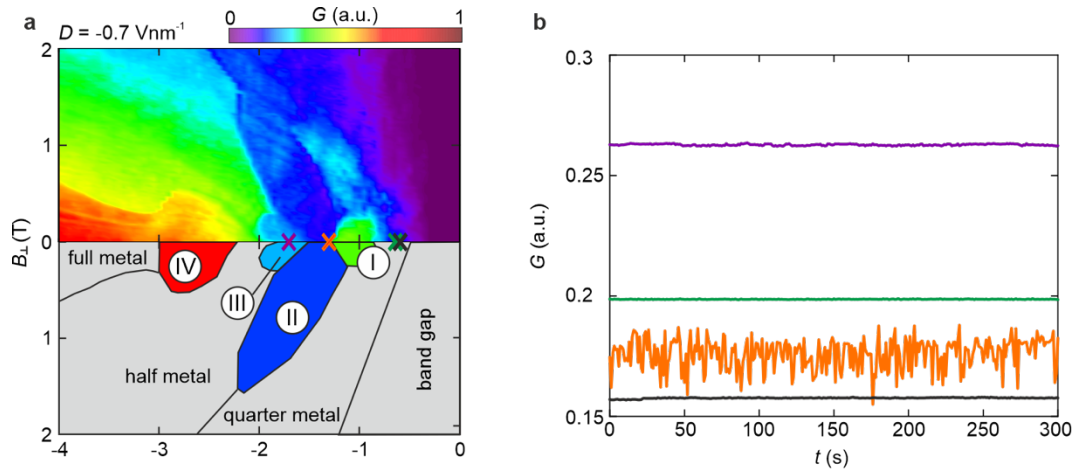 a
D = -0.7 Vnm⁻¹
0
G (a.u.)
1
2
1
0
1
2
B⊥(T)
full metal
IV
III
II
I
half metal
quarter metal
band gap
-4
-3
-2
-1
0
b
0.3
0.25
0.2
0.15
G (a.u.)
0
50
100
150
200
250
300
t (s)